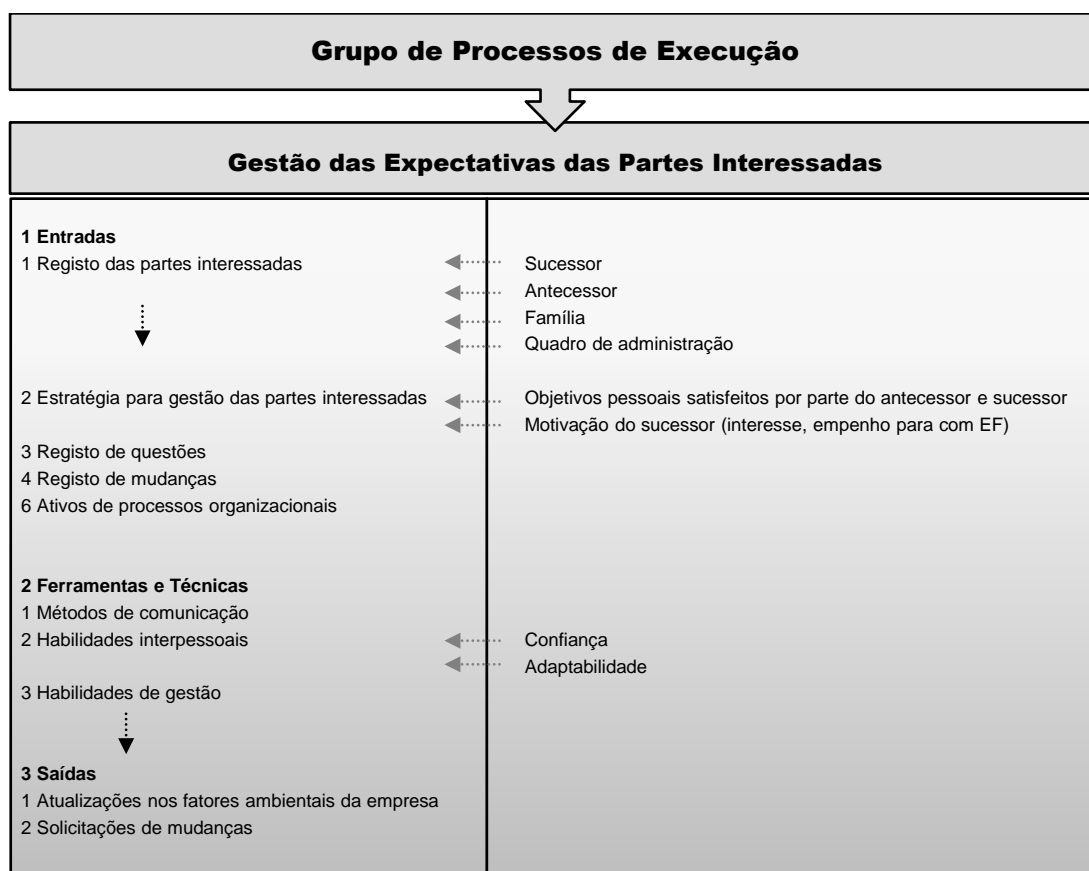 Grupo de Processos de Execução
Gestão das Expectativas das Partes Interessadas
1 Entradas
1 Registo das partes interessadas
Sucessor
Antecessor
Família
Quadro de administração
2 Estratégia para gestão das partes interessadas
Objetivos pessoais satisfeitos por parte do antecessor e sucessor
Motivação do sucessor (interesse, empenho para com EF)
3 Registo de questões
4 Registo de mudanças
6 Ativos de processos organizacionais
2 Ferramentas e Técnicas
1 Métodos de comunicação
2 Habilidades interpessoais
Confiança
Adaptabilidade
3 Habilidades de gestão
3 Saídas
1 Atualizações nos fatores ambientais da empresa
2 Solicitações de mudanças